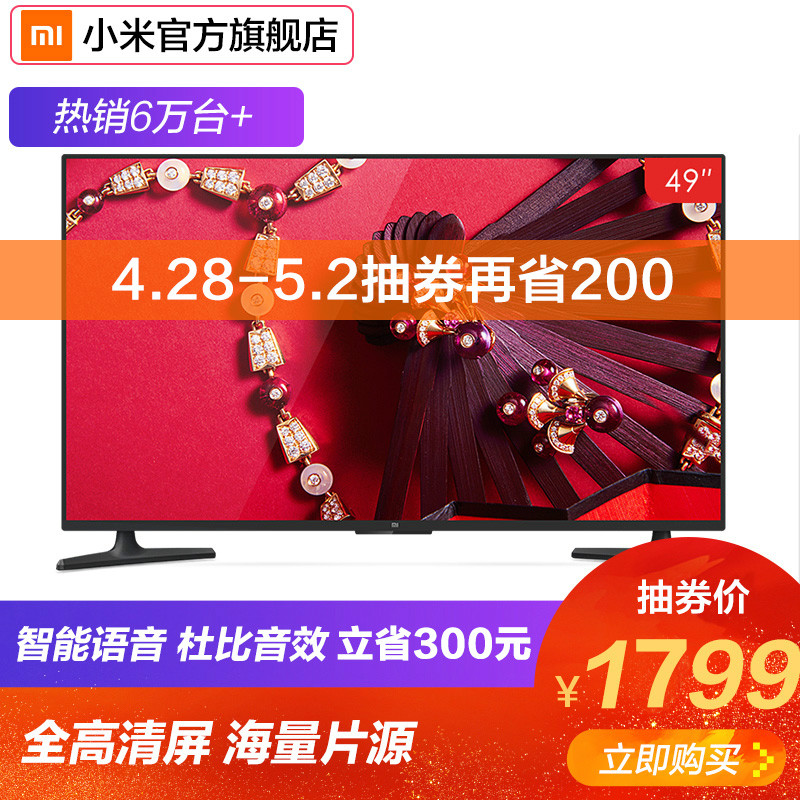 小米官方旗舰店
热销6万台+
49"
4.28-5.2抽券再省200
mi
抽券价
智能语音 杜比音效 立省300元
¥1799
全高清屏 海量片源
立即购买